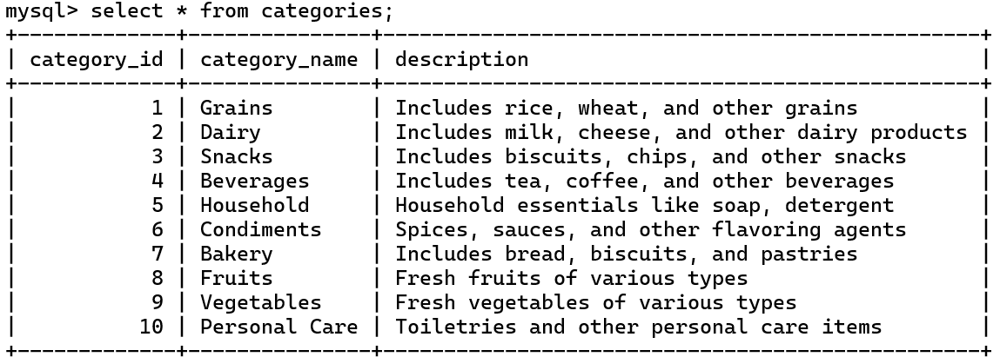 mysql> select * from categories;
+-------------+---------------+-------------------------------------------------+
| category_id | category_name | description                                     |
+-------------+---------------+-------------------------------------------------+
|           1 | Grains        | Includes rice, wheat, and other grains          |
|           2 | Dairy         | Includes milk, cheese, and other dairy products |
|           3 | Snacks        | Includes biscuits, chips, and other snacks      |
|           4 | Beverages     | Includes tea, coffee, and other beverages       |
|           5 | Household     | Household essentials like soap, detergent       |
|           6 | Condiments    | Spices, sauces, and other flavoring agents      |
|           7 | Bakery        | Includes bread, biscuits, and pastries          |
|           8 | Fruits        | Fresh fruits of various types                   |
|           9 | Vegetables    | Fresh vegetables of various types               |
|          10 | Personal Care | Toiletries and other personal care items        |
+-------------+---------------+-------------------------------------------------+